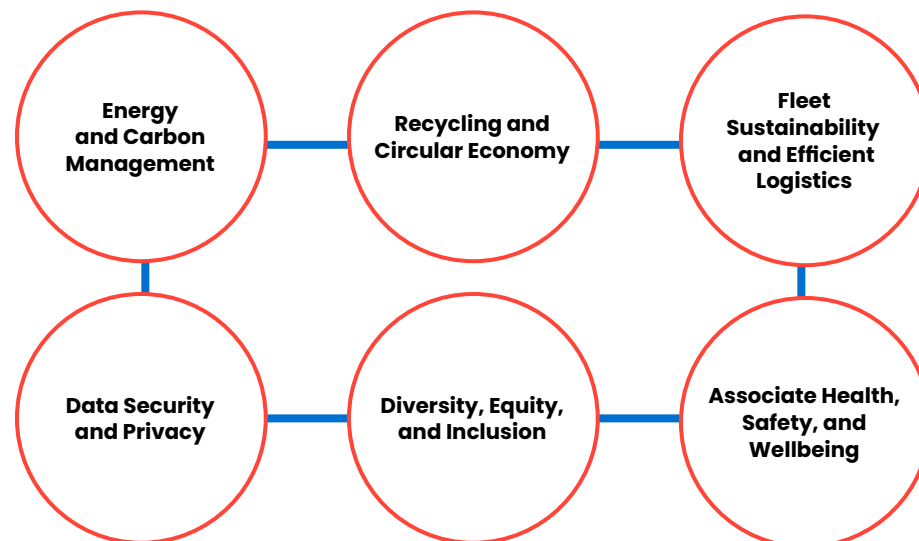 Energy
and Carbon
Management
Recycling and
Circular Economy
Fleet
Sustainability
and Efficient
Logistics
Data Security
and Privacy
Diversity, Equity,
and Inclusion
Associate Health,
Safety, and
Wellbeing